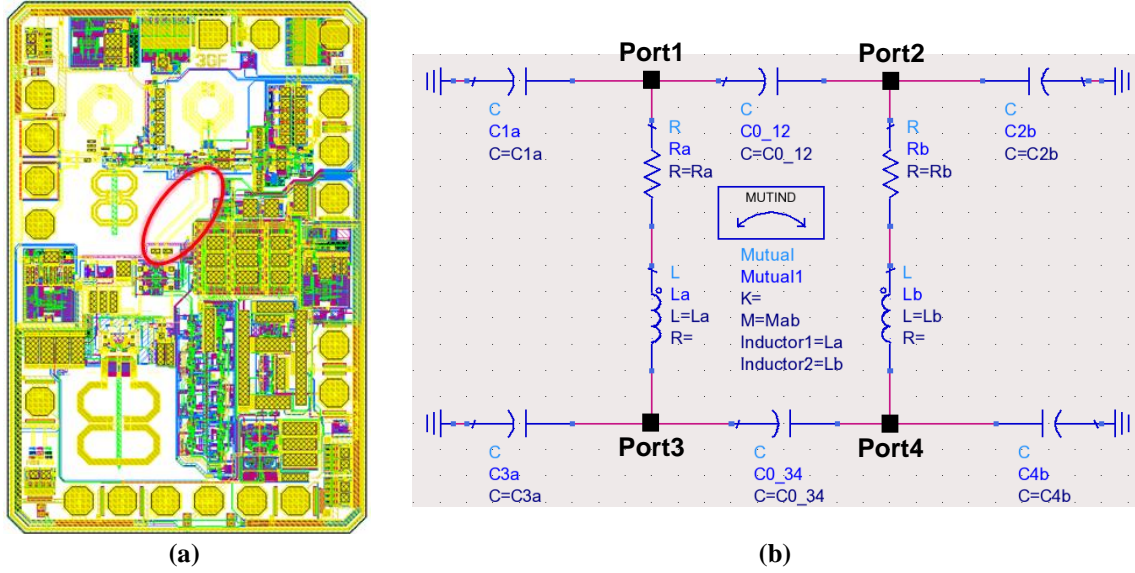 3GF
Port1
Port2
C
C1a
C=C1a
R
Ra
R=Ra
C
C0_12
C=C0_12
R
Rb
R=Rb
C
C2b
C=C2b
MUTIND
Mutual
Mutual1
K=
M=Mab
Inductor1=La
Inductor2=Lb
L
La
L=La
R=
L
Lb
L=Lb
R=
Port3
Port4
C
C3a
C=C3a
C
C0_34
C=C0_34
C
C4b
C=C4b
(a)
(b)